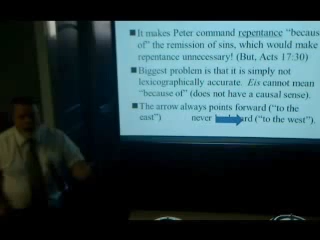 It makes Peter command repentance "because
of" the remission of sins, which would make
repentance unnecessary! (But, Acts 17:30)
Biggest problem is that it is simply not
lexicographically accurate. Eis cannot mean
"because of" (does not have a causal sense).
The arrow always points forward ("to the
east") never ("to the west").